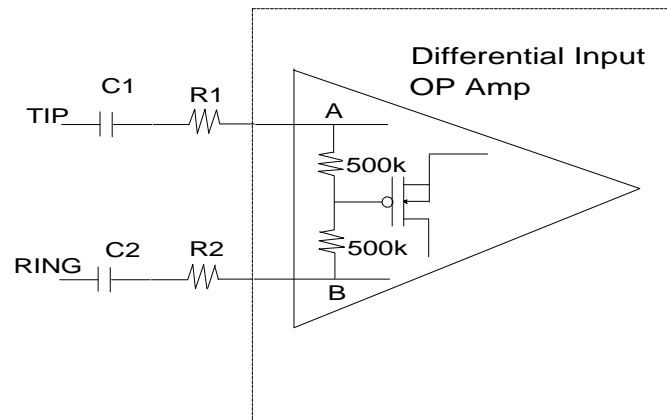 Differential Input
OP Amp
C1
R1
TIP
A
500k
500k
C2
R2
RING
B